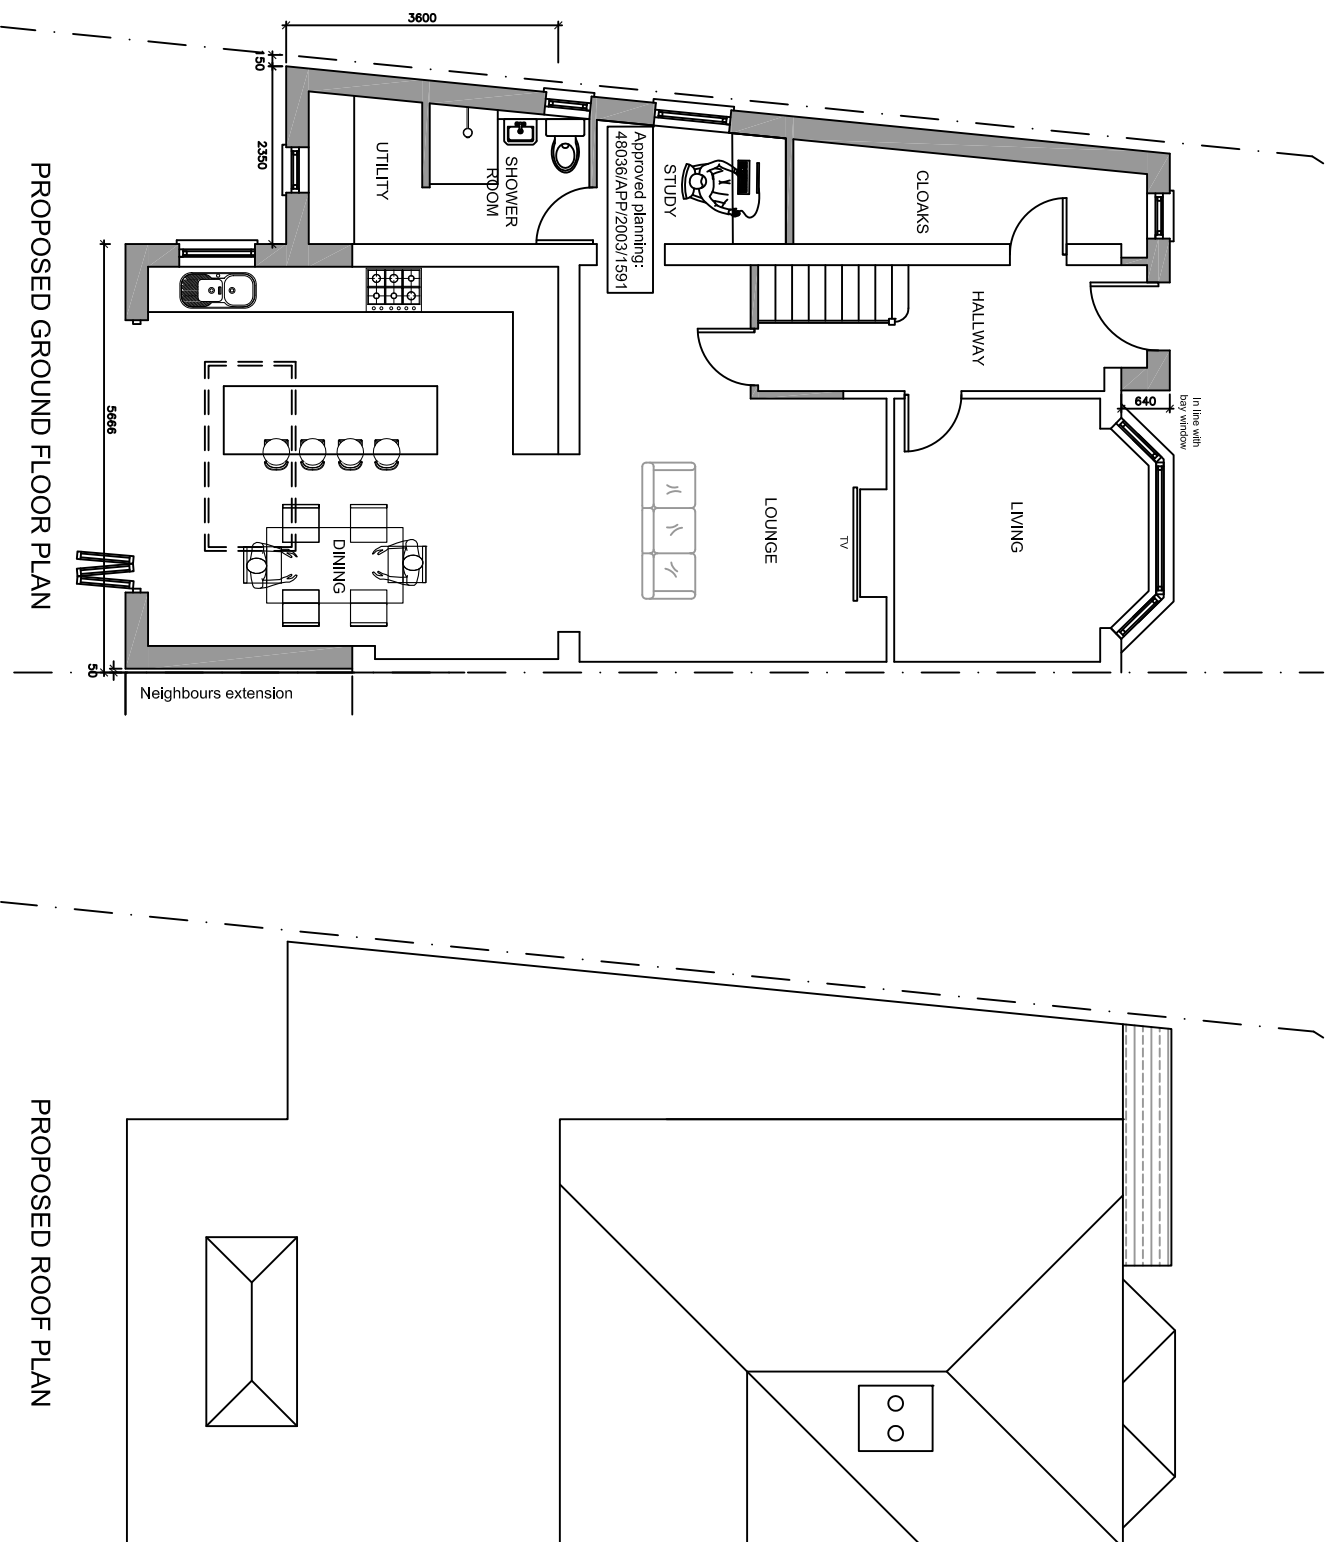 3600
150
2350
UTILITY
SHOWER
ROOM
Approved planning:
48036/APP/2003/1591
STUDY
CLOAKS
HALLWAY
5666
640
In line with
bay window
LIVING
LOUNGE
TV
DINING
50
Neighbours extension
PROPOSED GROUND FLOOR PLAN
PROPOSED ROOF PLAN